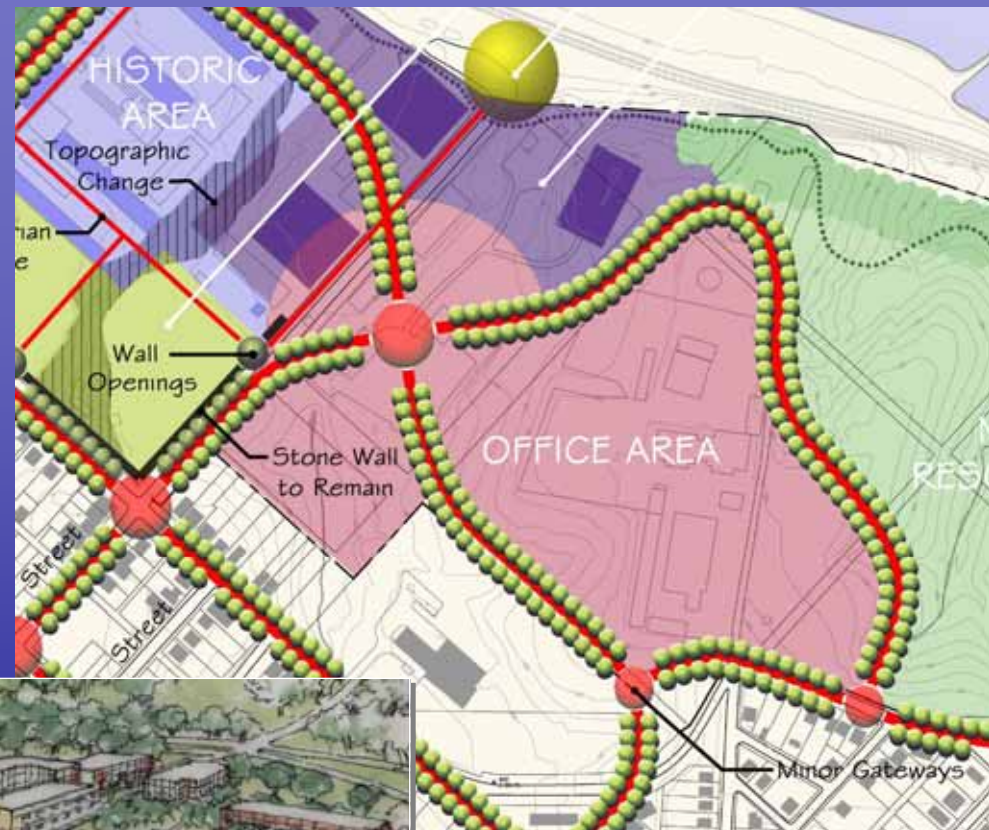 HISTORIC
AREA
Topographic
Change
Wall
Openings
Stone Wall
to Remain
OFFICE AREA
Street
Street
Minor Gateways